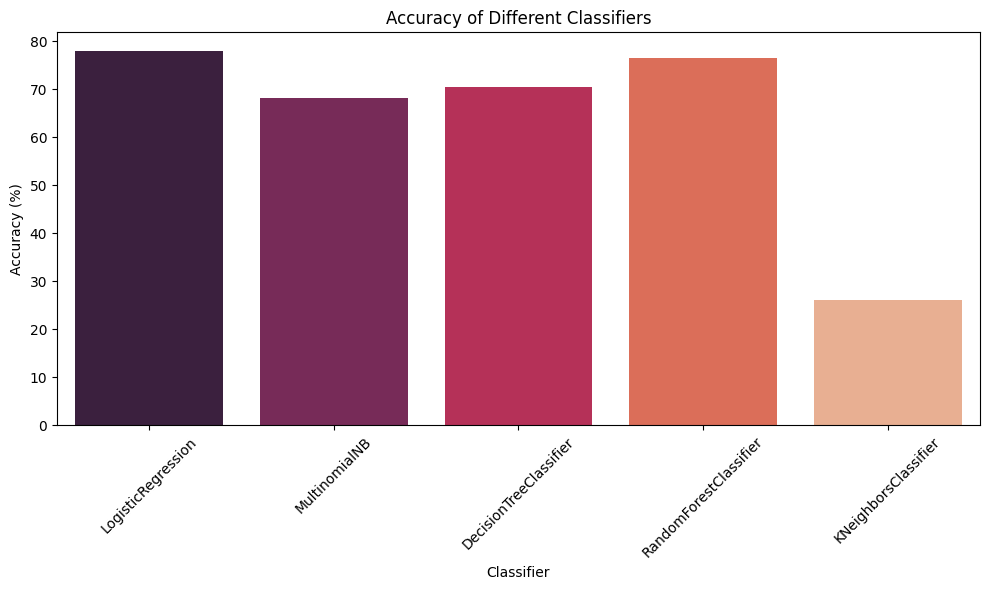 Accuracy of Different Classifiers
Accuracy (%)
80
70
60
50
40
30
20
10
0
LogisticRegression
MultinomialNB
DecisionTreeClassifier
RandomForestClassifier
KNeighborsClassifier
Classifier